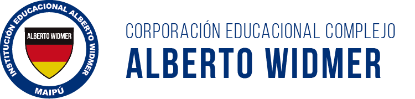 INSTITUCIÓN EDUCACIONAL ALBERTO WIDMER
ALBERTO WIDMER
MAIPÚ
CORPORACIÓN EDUCACIONAL COMPLEJO
ALBERTO WIDMER